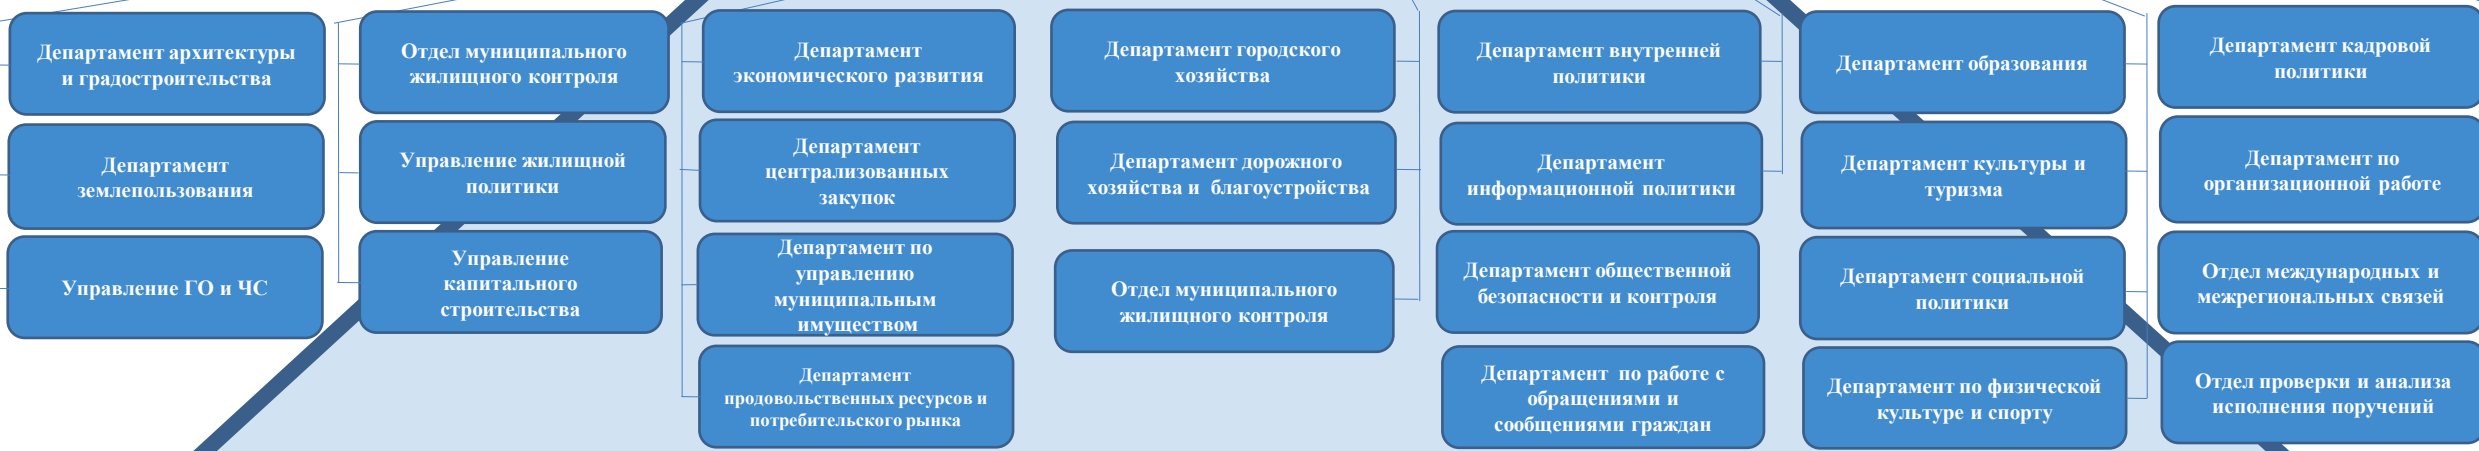 Департамент архитектуры
и градостроительства
Департамент
землепользования
Управление ГО и ЧС
Отдел муниципального
жилищного контроля
Управление жилищной
политики
Управление
капитального
строительства
Департамент
экономического развития
Департамент
централизованных
закупок
Департамент по
управлению
муниципальным
имуществом
Департамент
продовольственных ресурсов и
потребительского рынка
Департамент городского
хозяйства
Департамент дорожного
хозяйства и благоустройства
Отдел муниципального
жилищного контроля
Департамент внутренней
политики
Департамент
информационной политики
Департамент общественной
безопасности и контроля
Департамент по работе с
обращениями и
сообщениями граждан
Департамент образования
Департамент культуры и
туризма
Департамент социальной
политики
Департамент по физической
культуре и спорту
Департамент кадровой
политики
Департамент по
организационной работе
Отдел международных и
межрегиональных связей
Отдел проверки и анализа
исполнения поручений